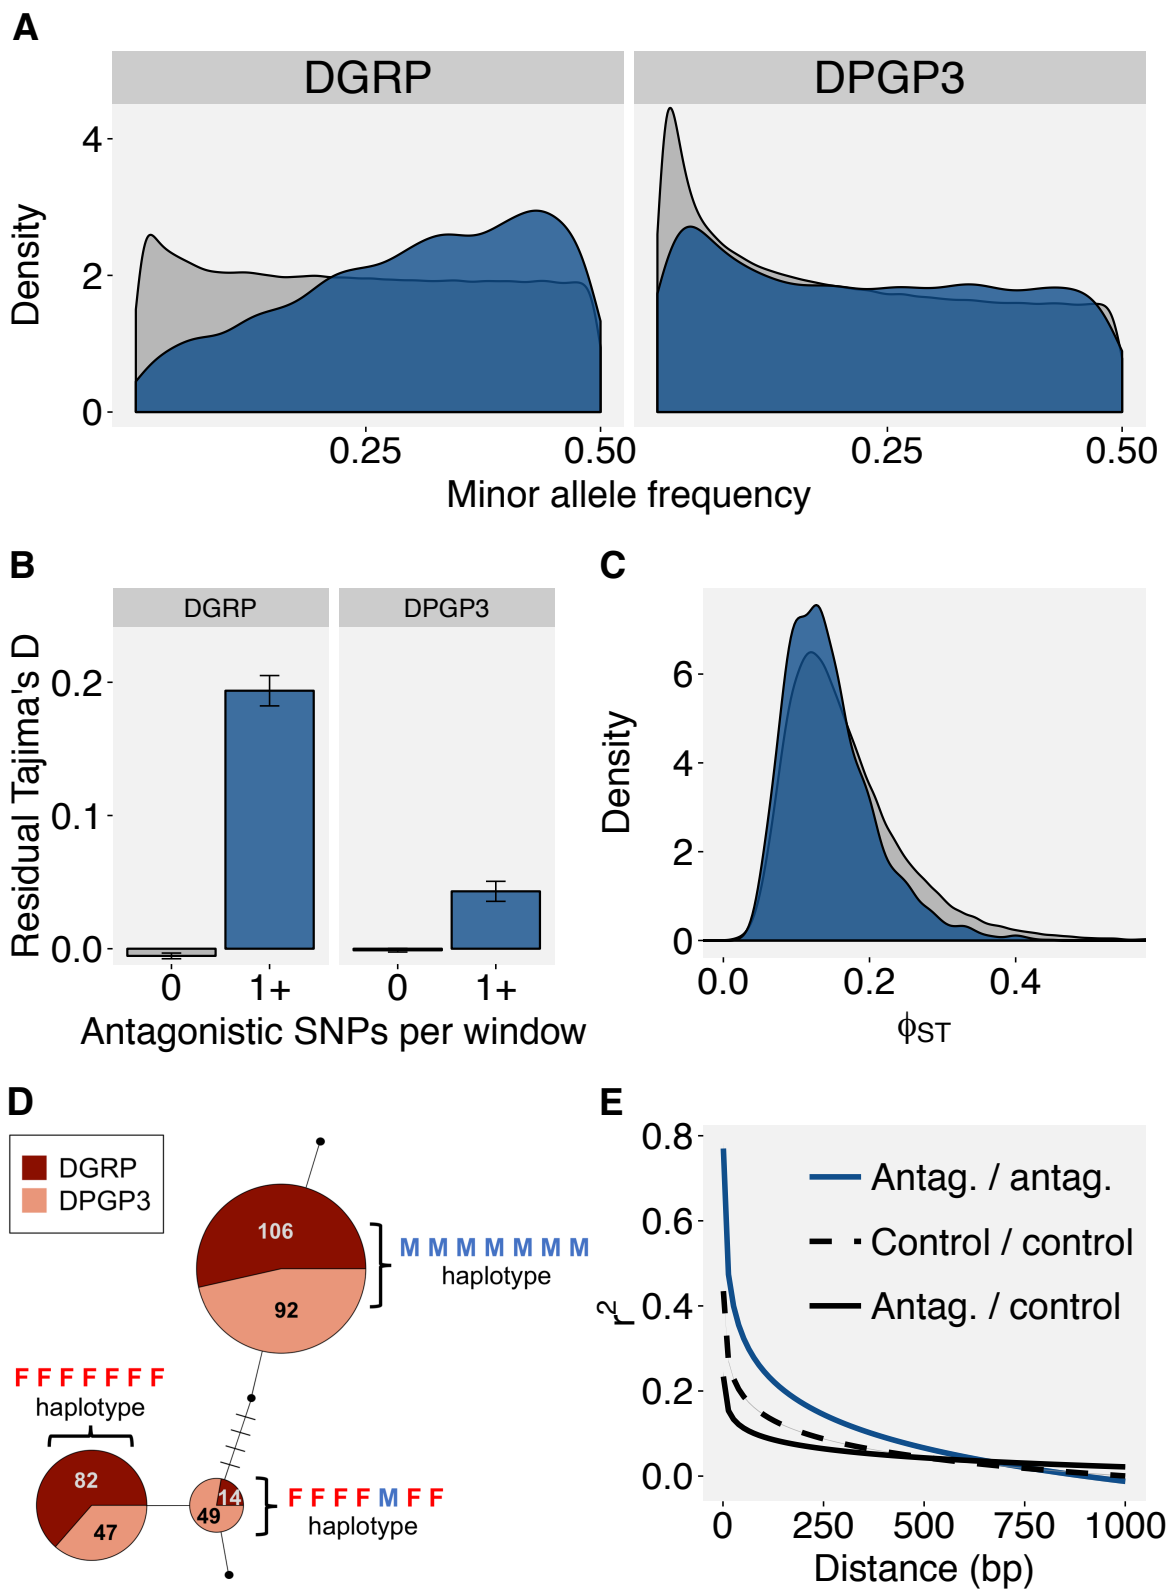 A
DGRP DPGP3
4
2
0
Density
0.25 0.50 0.25 0.50
Minor allele frequency
B
DGRP DPGP3
0.2
0.1
0.0
Residual Tajima's D
0 1+ 0 1+
Antagonistic SNPs per window
C
6
4
2
0
Density
0.0 0.2 0.4
ϕST
D
DGRP
DPGP3
106
92
M M M M M M M
haplotype
F F F F F F F
haplotype
82
47
14
49
F F F F M F F
haplotype
E
0.8
0.6
0.4
0.2
0.0
r2
Antag. / antag.
Control / control
Antag. / control
0 250 500 750 1000
Distance (bp)